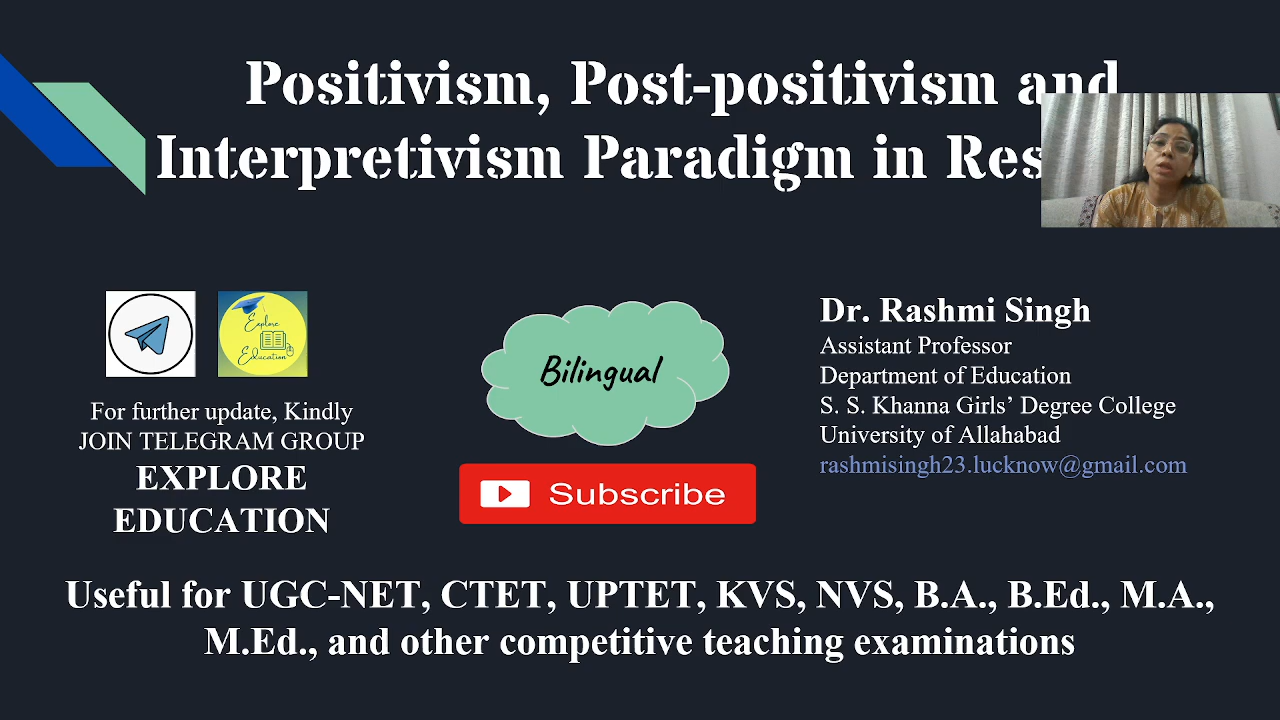 Positivism, Post-positivism and
Interpretivism Paradigm in Res
Explore
Education
For further update, Kindly
JOIN TELEGRAM GROUP
EXPLORE
EDUCATION
Bilingual
Subscribe
Dr. Rashmi Singh
Assistant Professor
Department of Education
S. S. Khanna Girls’ Degree College
University of Allahabad
rashmisingh23.lucknow@gmail.com
Useful for UGC-NET, CTET, UPTET, KVS, NVS, B.A., B.Ed., M.A.,
M.Ed., and other competitive teaching examinations